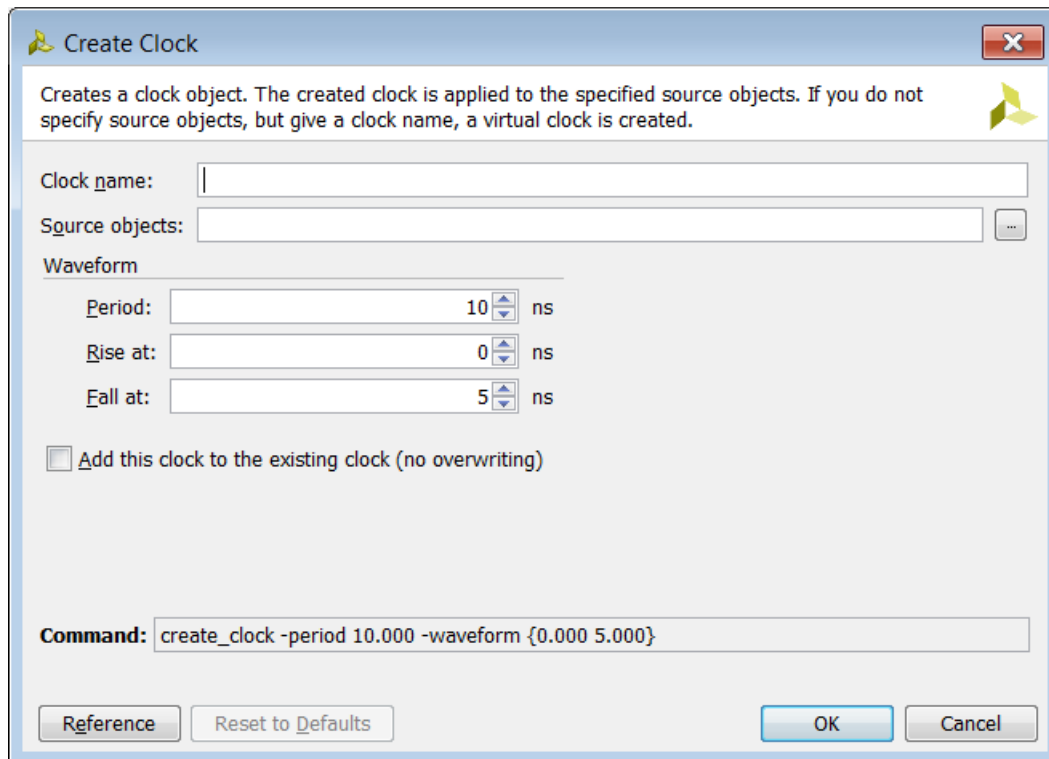 Create Clock
Creates a clock object. The created clock is applied to the specified source objects. If you do not
specify source objects, but give a clock name, a virtual clock is created.
Clock name:
Source objects: ...
Waveform
Period: 10 ns
Rise at: 0 ns
Fall at: 5 ns
Add this clock to the existing clock (no overwriting)
Command: create_clock -period 10.000 -waveform {0.000 5.000}
Reference Reset to Defaults OK Cancel